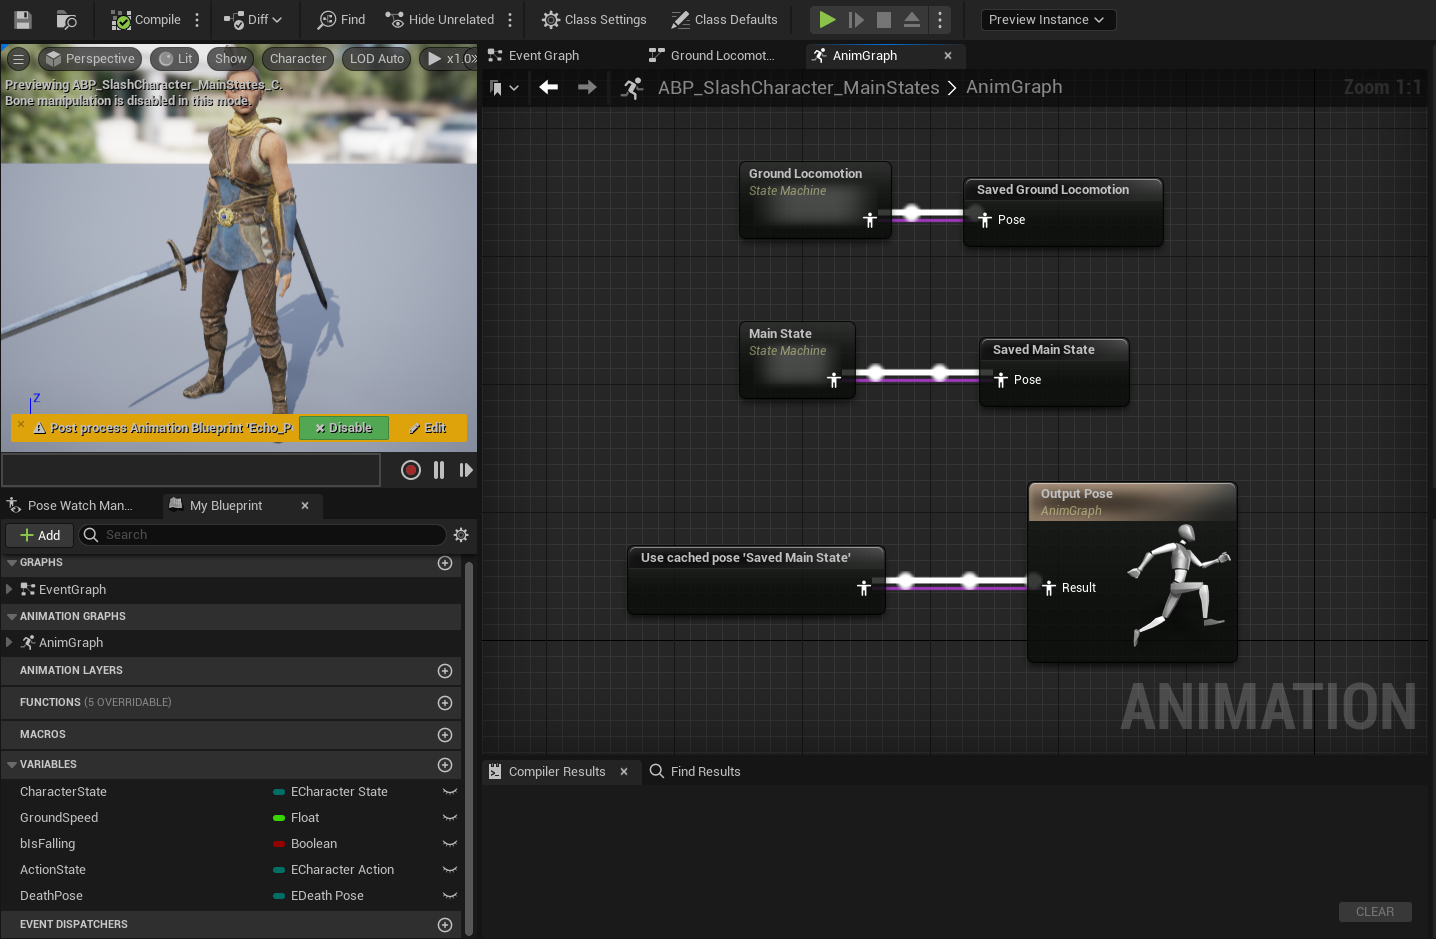 Compile
Diff
Find
Hide Unrelated
Class Settings
Class Defaults
Preview Instance
Perspective
Lit
Show
Character
LOD Auto
x1.0
Previewing ABP_SlashCharacter_MainStates_C.
Bone manipulation is disabled in this mode.
Z
Post process Animation Blueprint 'Echo_P
Disable
Edit
Pose Watch Man...
My Blueprint
Add
Search
GRAPHS
EventGraph
ANIMATION GRAPHS
AnimGraph
ANIMATION LAYERS
FUNCTIONS (5 OVERRIDABLE)
MACROS
VARIABLES
CharacterState ECharacter State
GroundSpeed Float
bIsFalling Boolean
ActionState ECharacter Action
DeathPose EDeath Pose
EVENT DISPATCHERS
Event Graph
Ground Locomot...
AnimGraph
ABP_SlashCharacter_MainStates > AnimGraph
Zoom 1:1
Ground Locomotion
State Machine
Saved Ground Locomotion
Pose
Main State
State Machine
Saved Main State
Pose
Use cached pose 'Saved Main State'
Output Pose
AnimGraph
Result
ANIMATION
Compiler Results
Find Results
CLEAR